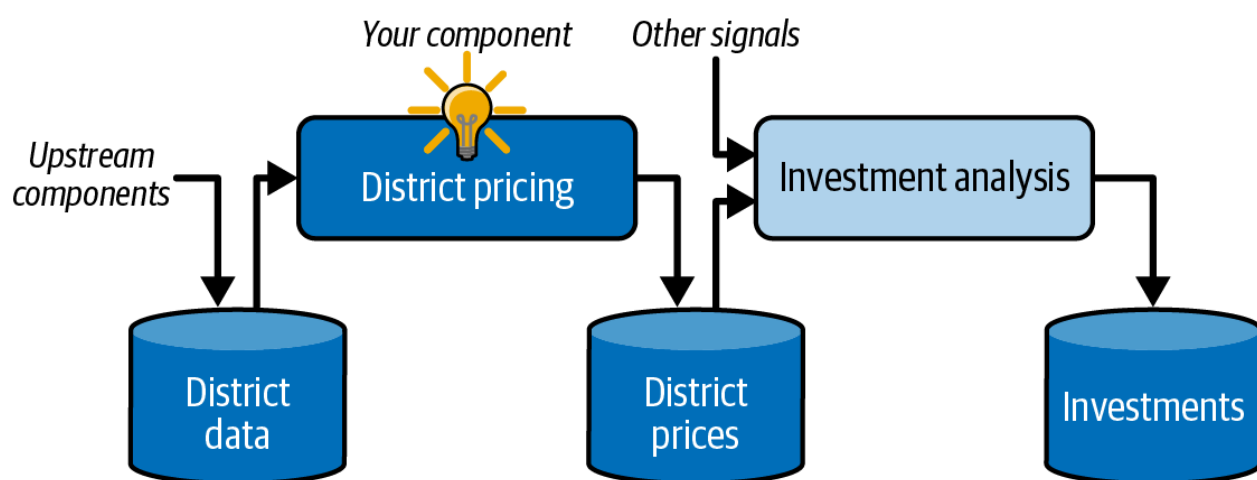 Your component
Other signals
Upstream
components
District pricing
Investment analysis
District
data
District
prices
Investments